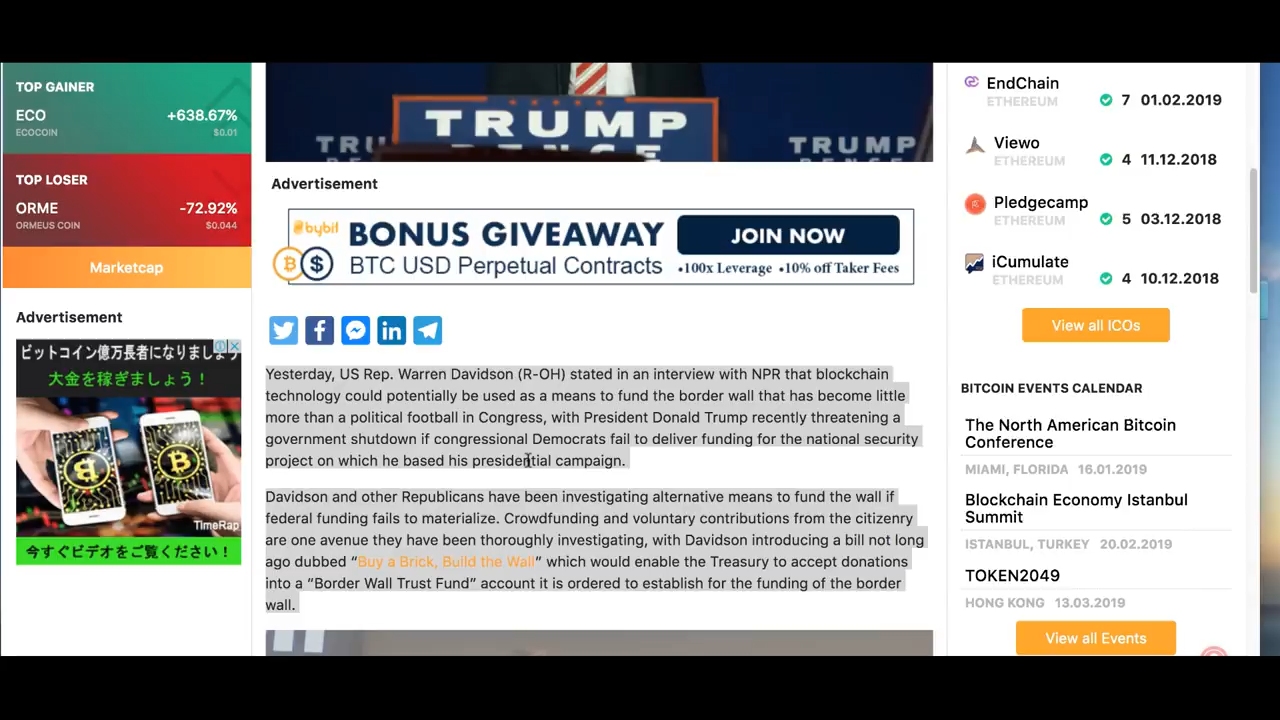 TOP GAINER
ECO +638.67%
ECOCOIN $0.01
TOP LOSER
ORME -72.92%
ORMEUS COIN $0.044
Marketcap
Advertisement
ビットコイン億万長者になりましょう
大金を稼ぎましょう！
TimeRap
今すぐビデオをご覧ください！
TRUMP
TRUMP
Advertisement
bybit
BONUS GIVEAWAY
BTC USD Perpetual Contracts
JOIN NOW
•100x Leverage •10% off Taker Fees
Yesterday, US Rep. Warren Davidson (R-OH) stated in an interview with NPR that blockchain
technology could potentially be used as a means to fund the border wall that has become little
more than a political football in Congress, with President Donald Trump recently threatening a
government shutdown if congressional Democrats fail to deliver funding for the national security
project on which he based his presidential campaign.
Davidson and other Republicans have been investigating alternative means to fund the wall if
federal funding fails to materialize. Crowdfunding and voluntary contributions from the citizenry
are one avenue they have been thoroughly investigating, with Davidson introducing a bill not long
ago dubbed “Buy a Brick, Build the Wall” which would enable the Treasury to accept donations
into a “Border Wall Trust Fund” account it is ordered to establish for the funding of the border
wall.
EndChain
ETHEREUM 7 01.02.2019
Viewo
ETHEREUM 4 11.12.2018
Pledgecamp
ETHEREUM 5 03.12.2018
iCumulate
ETHEREUM 4 10.12.2018
View all ICOs
BITCOIN EVENTS CALENDAR
The North American Bitcoin
Conference
MIAMI, FLORIDA 16.01.2019
Blockchain Economy Istanbul
Summit
ISTANBUL, TURKEY 20.02.2019
TOKEN2049
HONG KONG 13.03.2019
View all Events